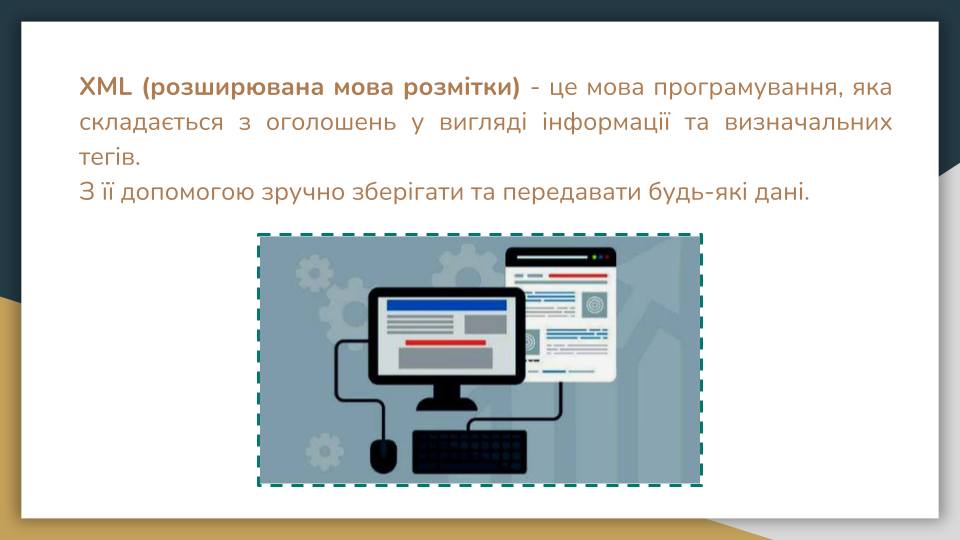 XML (розширювана мова розмітки) - це мова програмування, яка
складається з оголошень у вигляді інформації та визначальних
тегів.
З її допомогою зручно зберігати та передавати будь-які дані.